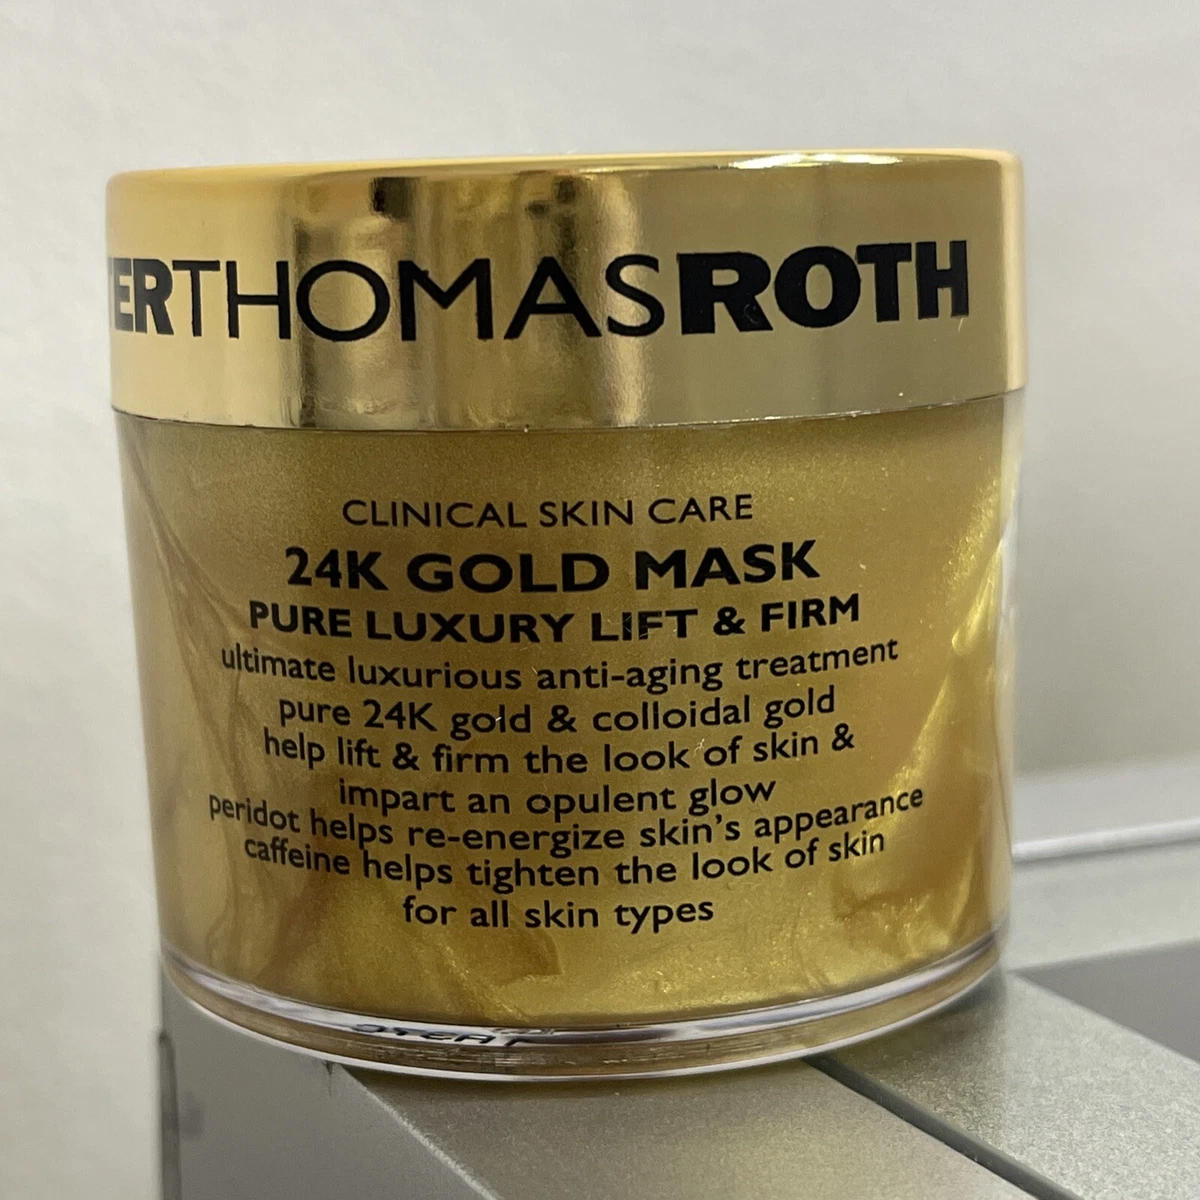 ERTHOMASROTH
CLINICAL SKIN CARE
24K GOLD MASK
PURE LUXURY LIFT & FIRM
ultimate luxurious anti-aging treatment
pure 24K gold & colloidal gold
help lift & firm the look of skin &
impart an opulent glow
peridot helps re-energize skin's appearance
caffeine helps tighten the look of skin
for all skin types